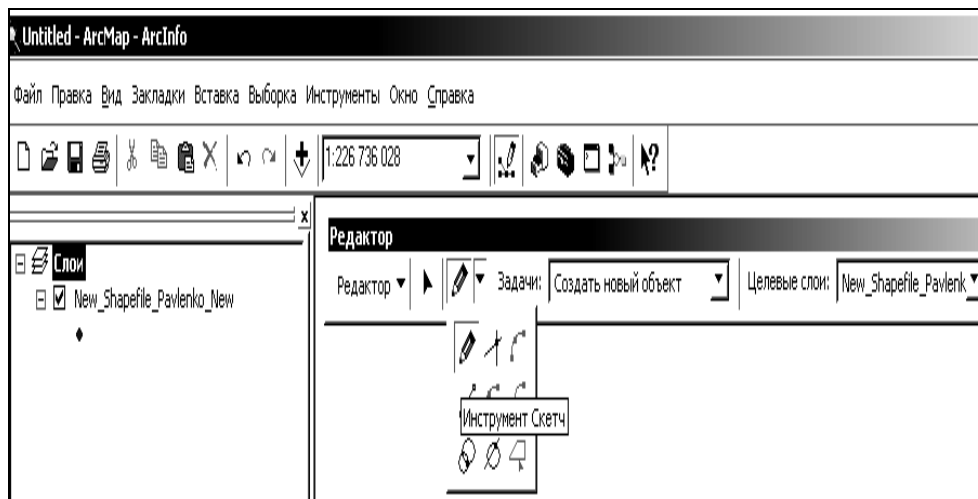 Untitled - ArcMap - ArcInfo
Файл Правка Вид Закладки Вставка Выборка Инструменты Окно Справка
1:226 736 028
Слои
New_Shapefile_Pavlenko_New
Редактор
Редактор Задачи: Создать новый объект Целевые слои: New_Shapefile_Pavlenk
Инструмент Скетч